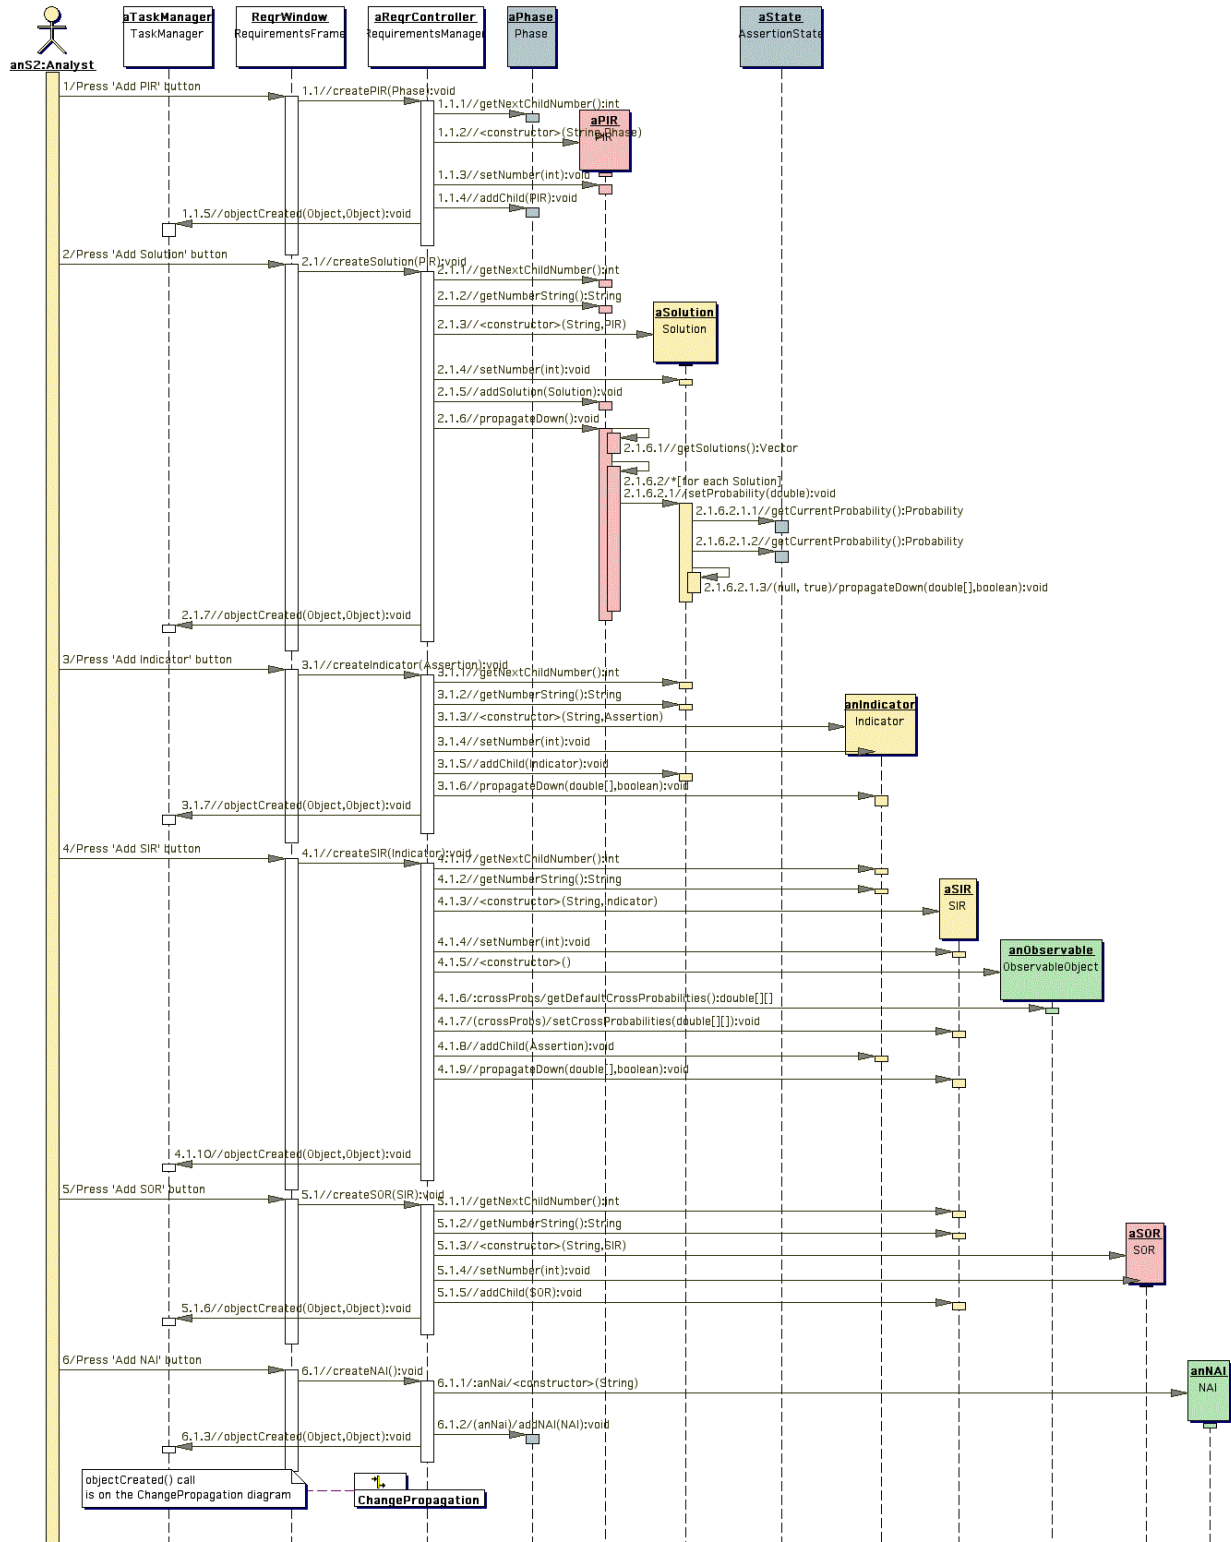 aTaskManager
TaskManager
ReqrWindow
RequirementsFrame
aReqrController
RequirementsManager
aPhase
Phase
aState
AssertionState
anS2:Analyst
1/Press 'Add PIR' button
1.1//createPIR(Phase):void
1.1.1//getNextChildNumber():int
aPIR
PIR
1.1.2//<constructor>(String,Phase)
1.1.3//setNumber(int):void
1.1.4//addChild(PIR):void
1.1.5//objectCreated(Object,Object):void
2/Press 'Add Solution' button
2.1//createSolution(PIR):void
2.1.1//getNextChildNumber():int
2.1.2//getNumberString():String
aSolution
Solution
2.1.3//<constructor>(String,PIR)
2.1.4//setNumber(int):void
2.1.5//addSolution(Solution):void
2.1.6//propagateDown():void
2.1.6.1//getSolutions():Vector
2.1.6.2/*[for each Solution]
2.1.6.2.1//setProbability(double):void
2.1.6.2.1.1//getCurrentProbability():Probability
2.1.6.2.1.2//getCurrentProbability():Probability
2.1.6.2.1.3/(null, true)/propagateDown(double[],boolean):void
2.1.7//objectCreated(Object,Object):void
3/Press 'Add Indicator' button
3.1//createIndicator(Assertion):void
3.1.1//getNextChildNumber():int
3.1.2//getNumberString():String
anIndicator
Indicator
3.1.3//<constructor>(String,Assertion)
3.1.4//setNumber(int):void
3.1.5//addChild(Indicator):void
3.1.6//propagateDown(double[],boolean):void
3.1.7//objectCreated(Object,Object):void
4/Press 'Add SIR' button
4.1//createSIR(Indicator):void
4.1.1//getNextChildNumber():int
4.1.2//getNumberString():String
aSIR
SIR
4.1.3//<constructor>(String,Indicator)
4.1.4//setNumber(int):void
anObservable
ObservableObject
4.1.5//<constructor>()
4.1.6/:crossProbs/getDefaultCrossProbabilities():double[][]
4.1.7/(crossProbs)/setCrossProbabilities(double[][]):void
4.1.8//addChild(Assertion):void
4.1.9//propagateDown(double[],boolean):void
4.1.10//objectCreated(Object,Object):void
5/Press 'Add SOR' button
5.1//createSOR(SIR):void
5.1.1//getNextChildNumber():int
5.1.2//getNumberString():String
aSOR
SOR
5.1.3//<constructor>(String,SIR)
5.1.4//setNumber(int):void
5.1.5//addChild(SOR):void
5.1.6//objectCreated(Object,Object):void
6/Press 'Add NAI' button
6.1//createNAI():void
anNAI
NAI
6.1.1/:anNai/<constructor>(String)
6.1.2/(anNai)/addNAI(NAI):void
6.1.3//objectCreated(Object,Object):void
objectCreated() call
is on the ChangePropagation diagram
ChangePropagation